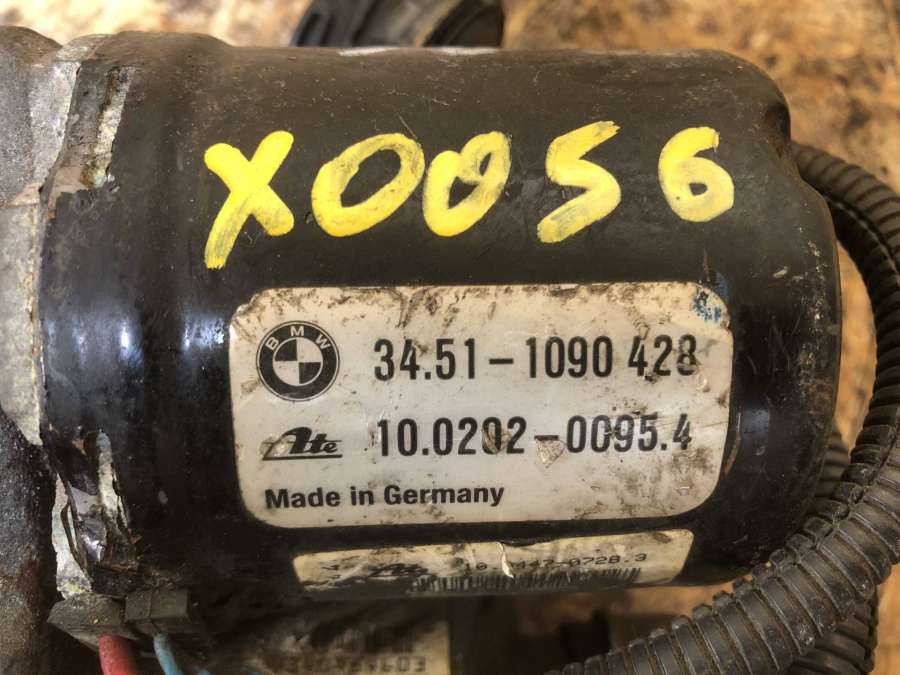 X0056
BMW
34.51-1090 428
Ate
10.0202-0095.4
Made in Germany